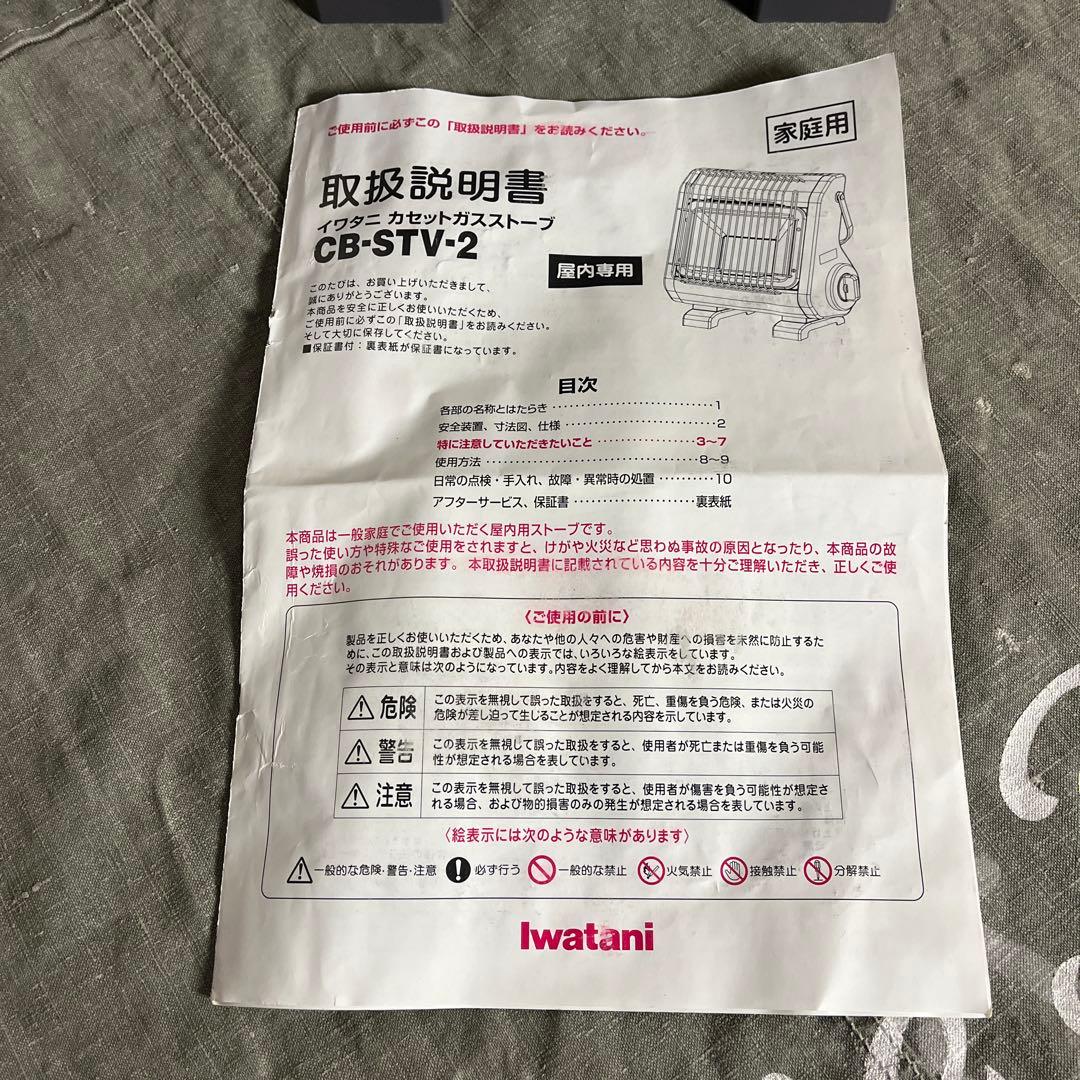 ご使用前に必ずこの「取扱説明書」をお読みください。
家庭用
取扱説明書
イワタニ カセットガスストーブ
CB-STV-2
屋内専用
このたびは、お買い上げいただきまして、
誠にありがとうございます。
本商品を安全に正しくお使いいただくため、
ご使用前に必ずこの「取扱説明書」をお読みください。
そして大切に保存してください。
■保証書付:裏表紙が保証書になっています。
目次
各部の名称とはたらき ・・・・・・・・・・・・・・・・・・・・・・・・・1
安全装置、寸法図、仕様 ・・・・・・・・・・・・・・・・・・・・・・・2
特に注意していただきたいこと ・・・・・・・・・・・・・・・・・3〜7
使用方法 ・・・・・・・・・・・・・・・・・・・・・・・・・・・・・・・・8〜9
日常の点検・手入れ、故障・異常時の処置 ・・・・・・・・・・10
アフターサービス、保証書 ・・・・・・・・・・・・・・・・・・裏表紙
本商品は一般家庭でご使用いただく屋内用ストーブです。
誤った使い方や特殊なご使用をされますと、けがや火災など思わぬ事故の原因となったり、本商品の故
障や焼損のおそれがあります。 本取扱説明書に記載されている内容を十分ご理解いただき、正しくご使
用ください。
〈ご使用の前に〉
製品を正しくお使いいただくため、あなたや他の人々への危害や財産への損害を未然に防止するた
めに、この取扱説明書および製品への表示では、いろいろな絵表示をしています。
その表示と意味は次のようになっています。内容をよく理解してから本文をお読みください。
危険
この表示を無視して誤った取扱をすると、死亡、重傷を負う危険、または火災の
危険が差し迫って生じることが想定される内容を示しています。
警告
この表示を無視して誤った取扱をすると、使用者が死亡または重傷を負う可能
性が想定される場合を表しています。
注意
この表示を無視して誤った取扱をすると、使用者が傷害を負う可能性が想定さ
れる場合、および物的損害のみの発生が想定される場合を表しています。
〈絵表示には次のような意味があります〉
一般的な危険・警告・注意 必ず行う 一般的な禁止 火気禁止 接触禁止 分解禁止
Iwatani